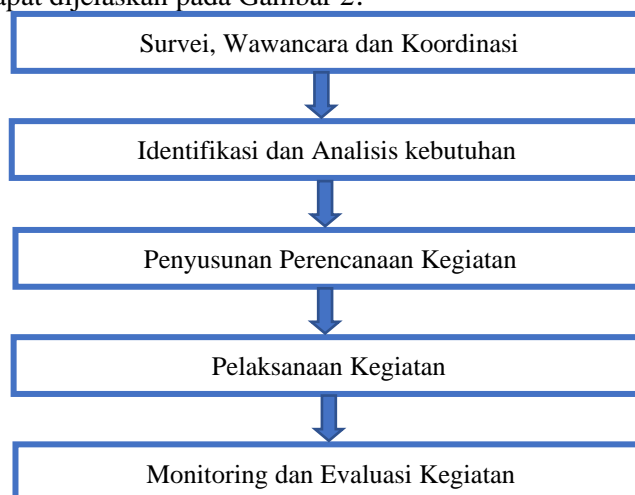 dijelaskan pada Gambar 2.
Survei, Wawancara dan Koordinasi
Identifikasi dan Analisis kebutuhan
Penyusunan Perencanaan Kegiatan
Pelaksanaan Kegiatan
Monitoring dan Evaluasi Kegiatan